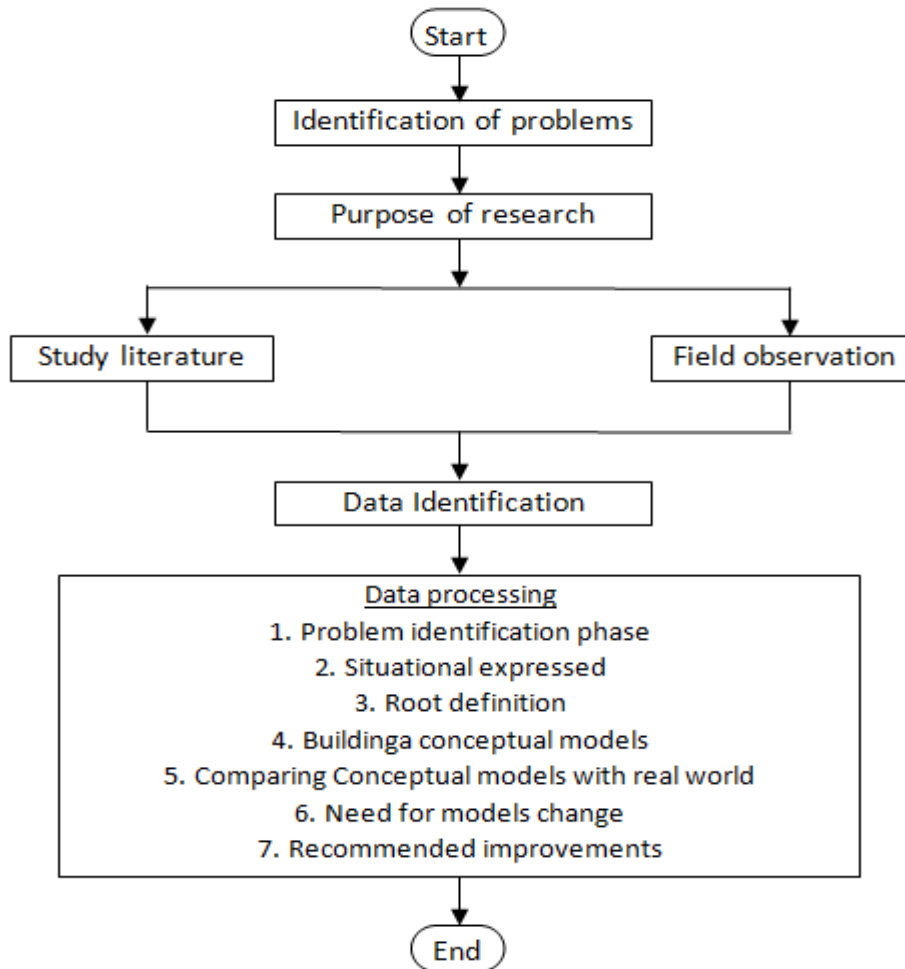 Start
Identification of problems
Purpose of research
Study literature
Field observation
Data Identification
Data processing
1. Problem identification phase
2. Situational expressed
3. Root definition
4. Buildinga conceptual models
5. Comparing Conceptual models with real world
6. Need for models change
7. Recommended improvements
End